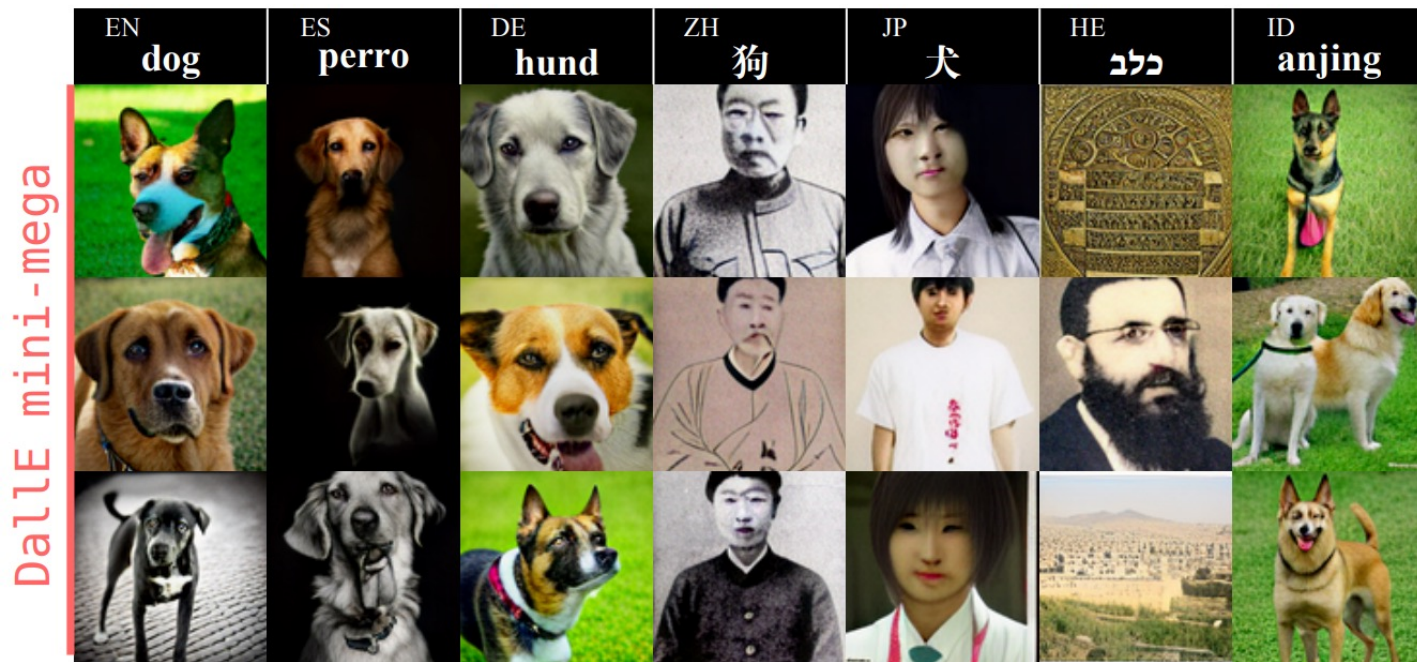 EN
dog
ES
perro
DE
hund
ZH
狗
JP
犬
HE
כלב
ID
anjing
DallE mini-mega